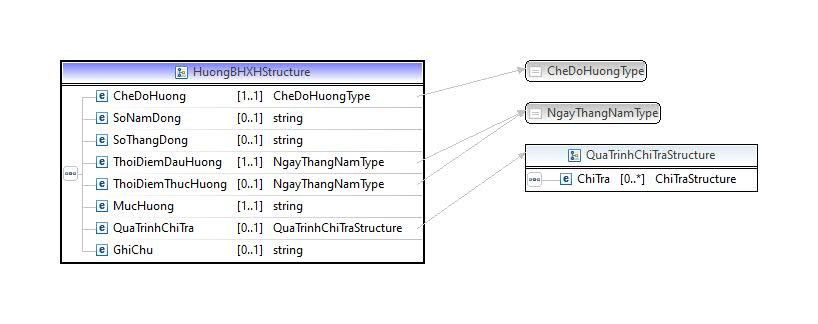 HuongBHXHStructure
CheDoHuong [1..1] CheDoHuongType
SoNamDong [0..1] string
SoThangDong [0..1] string
ThoiDiemDauHuong [1..1] NgayThangNamType
ThoiDiemThucHuong [0..1] NgayThangNamType
MucHuong [1..1] string
QuaTrinhChiTra [0..1] QuaTrinhChiTraStructure
GhiChu [0..1] string
CheDoHuongType
NgayThangNamType
QuaTrinhChiTraStructure
ChiTra [0..*] ChiTraStructure